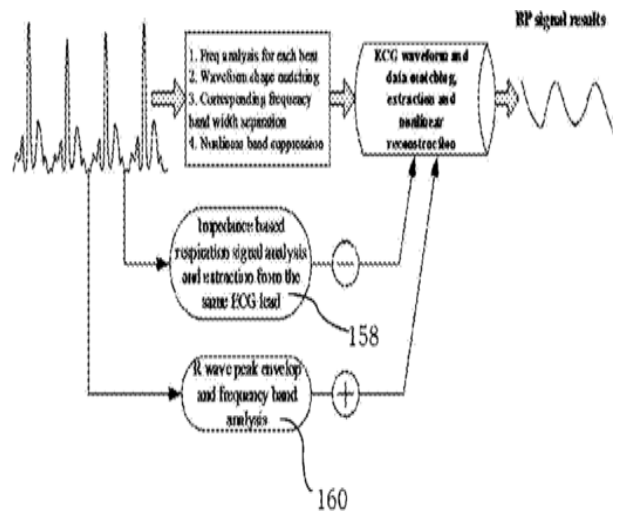 BP signal results
1. Freq analysis for each beat
2. Waveform shape matching
3. Corresponding frequency
band width separation
4. Nonlinear band suppression
ECG waveform and
data matching,
extraction and
nonlinear
reconstruction
Impedance based
respiration signal analysis
and extraction from the
same ECG lead
158
R wave peak envelop
and frequency band
analysis
160